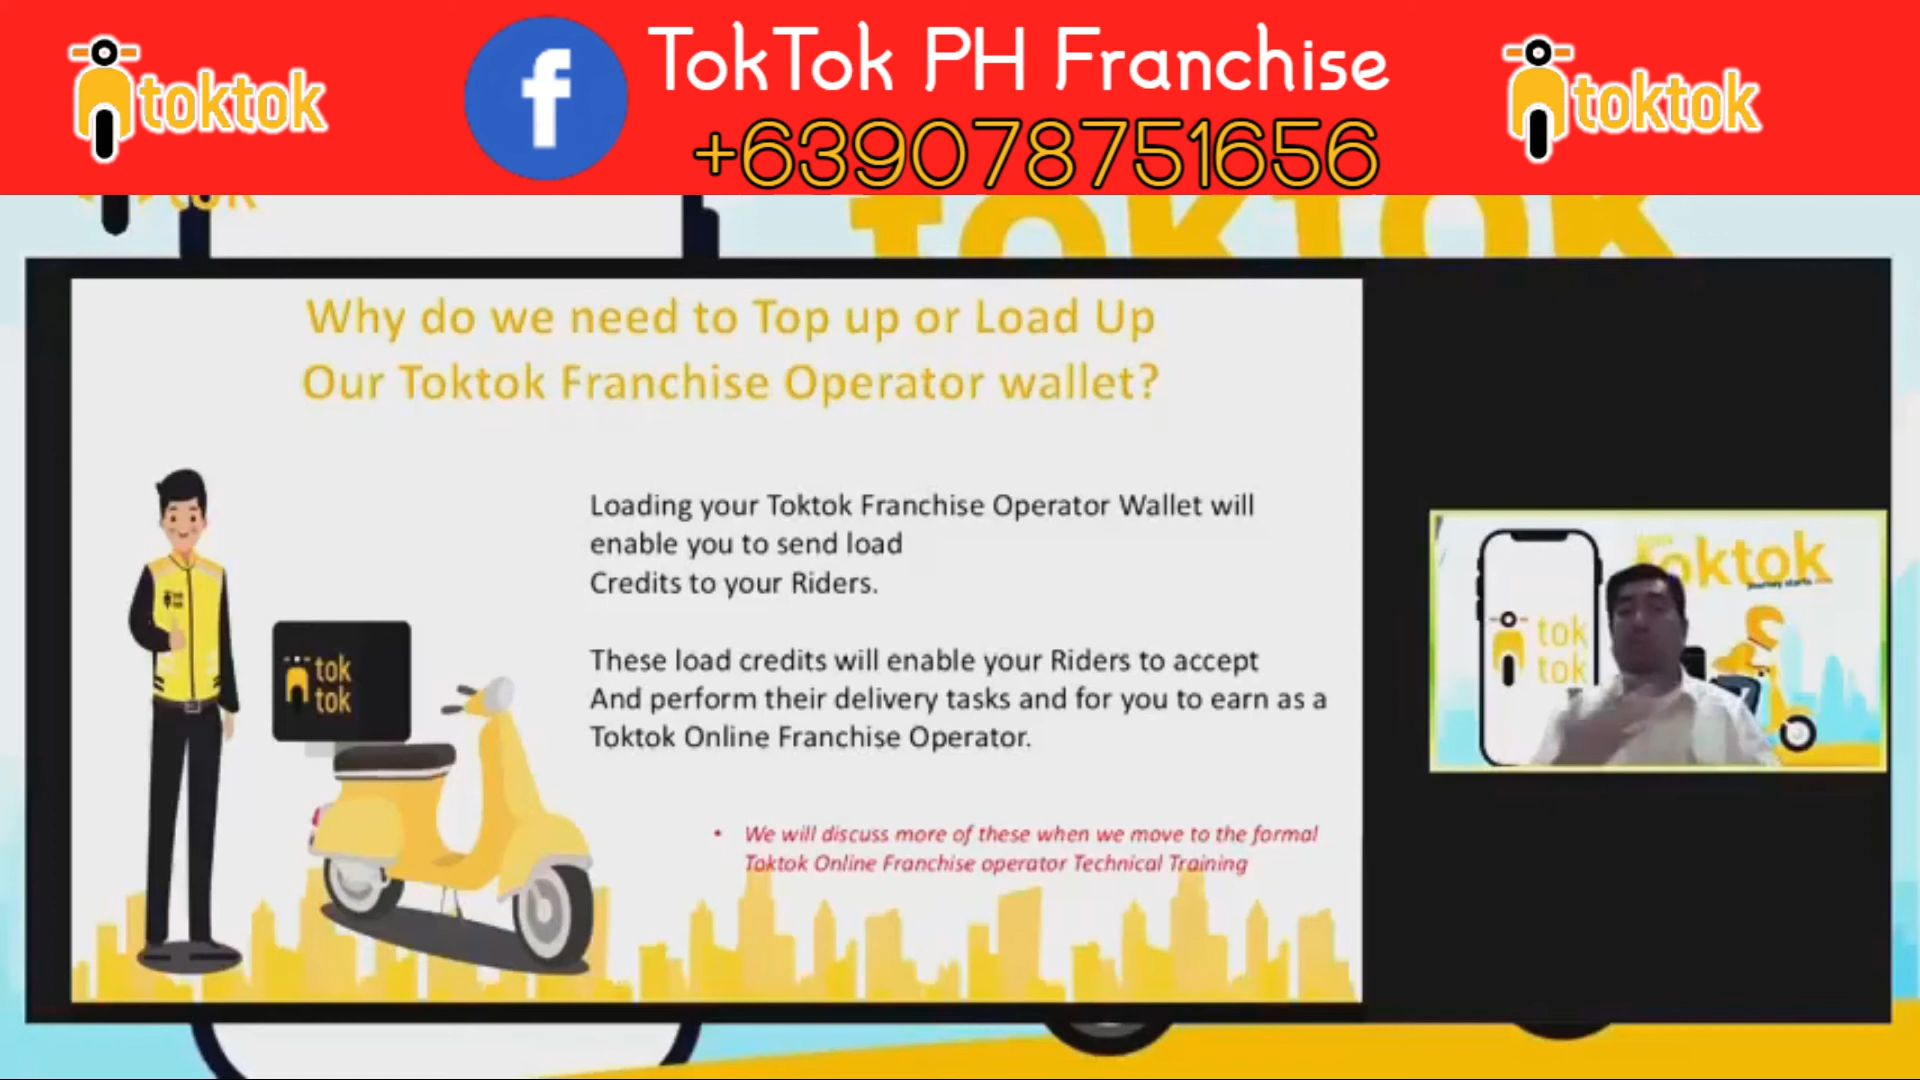 toktok
TokTok PH Franchise
+639078751656
toktok
tok
toktok
Why do we need to Top up or Load Up
Our Toktok Franchise Operator wallet?
Loading your Toktok Franchise Operator Wallet will
enable you to send load
Credits to your Riders.
These load credits will enable your Riders to accept
And perform their delivery tasks and for you to earn as a
Toktok Online Franchise Operator.
• We will discuss more of these when we move to the formal
Toktok Online Franchise operator Technical Training
tok
tok
toktok
tok
tok